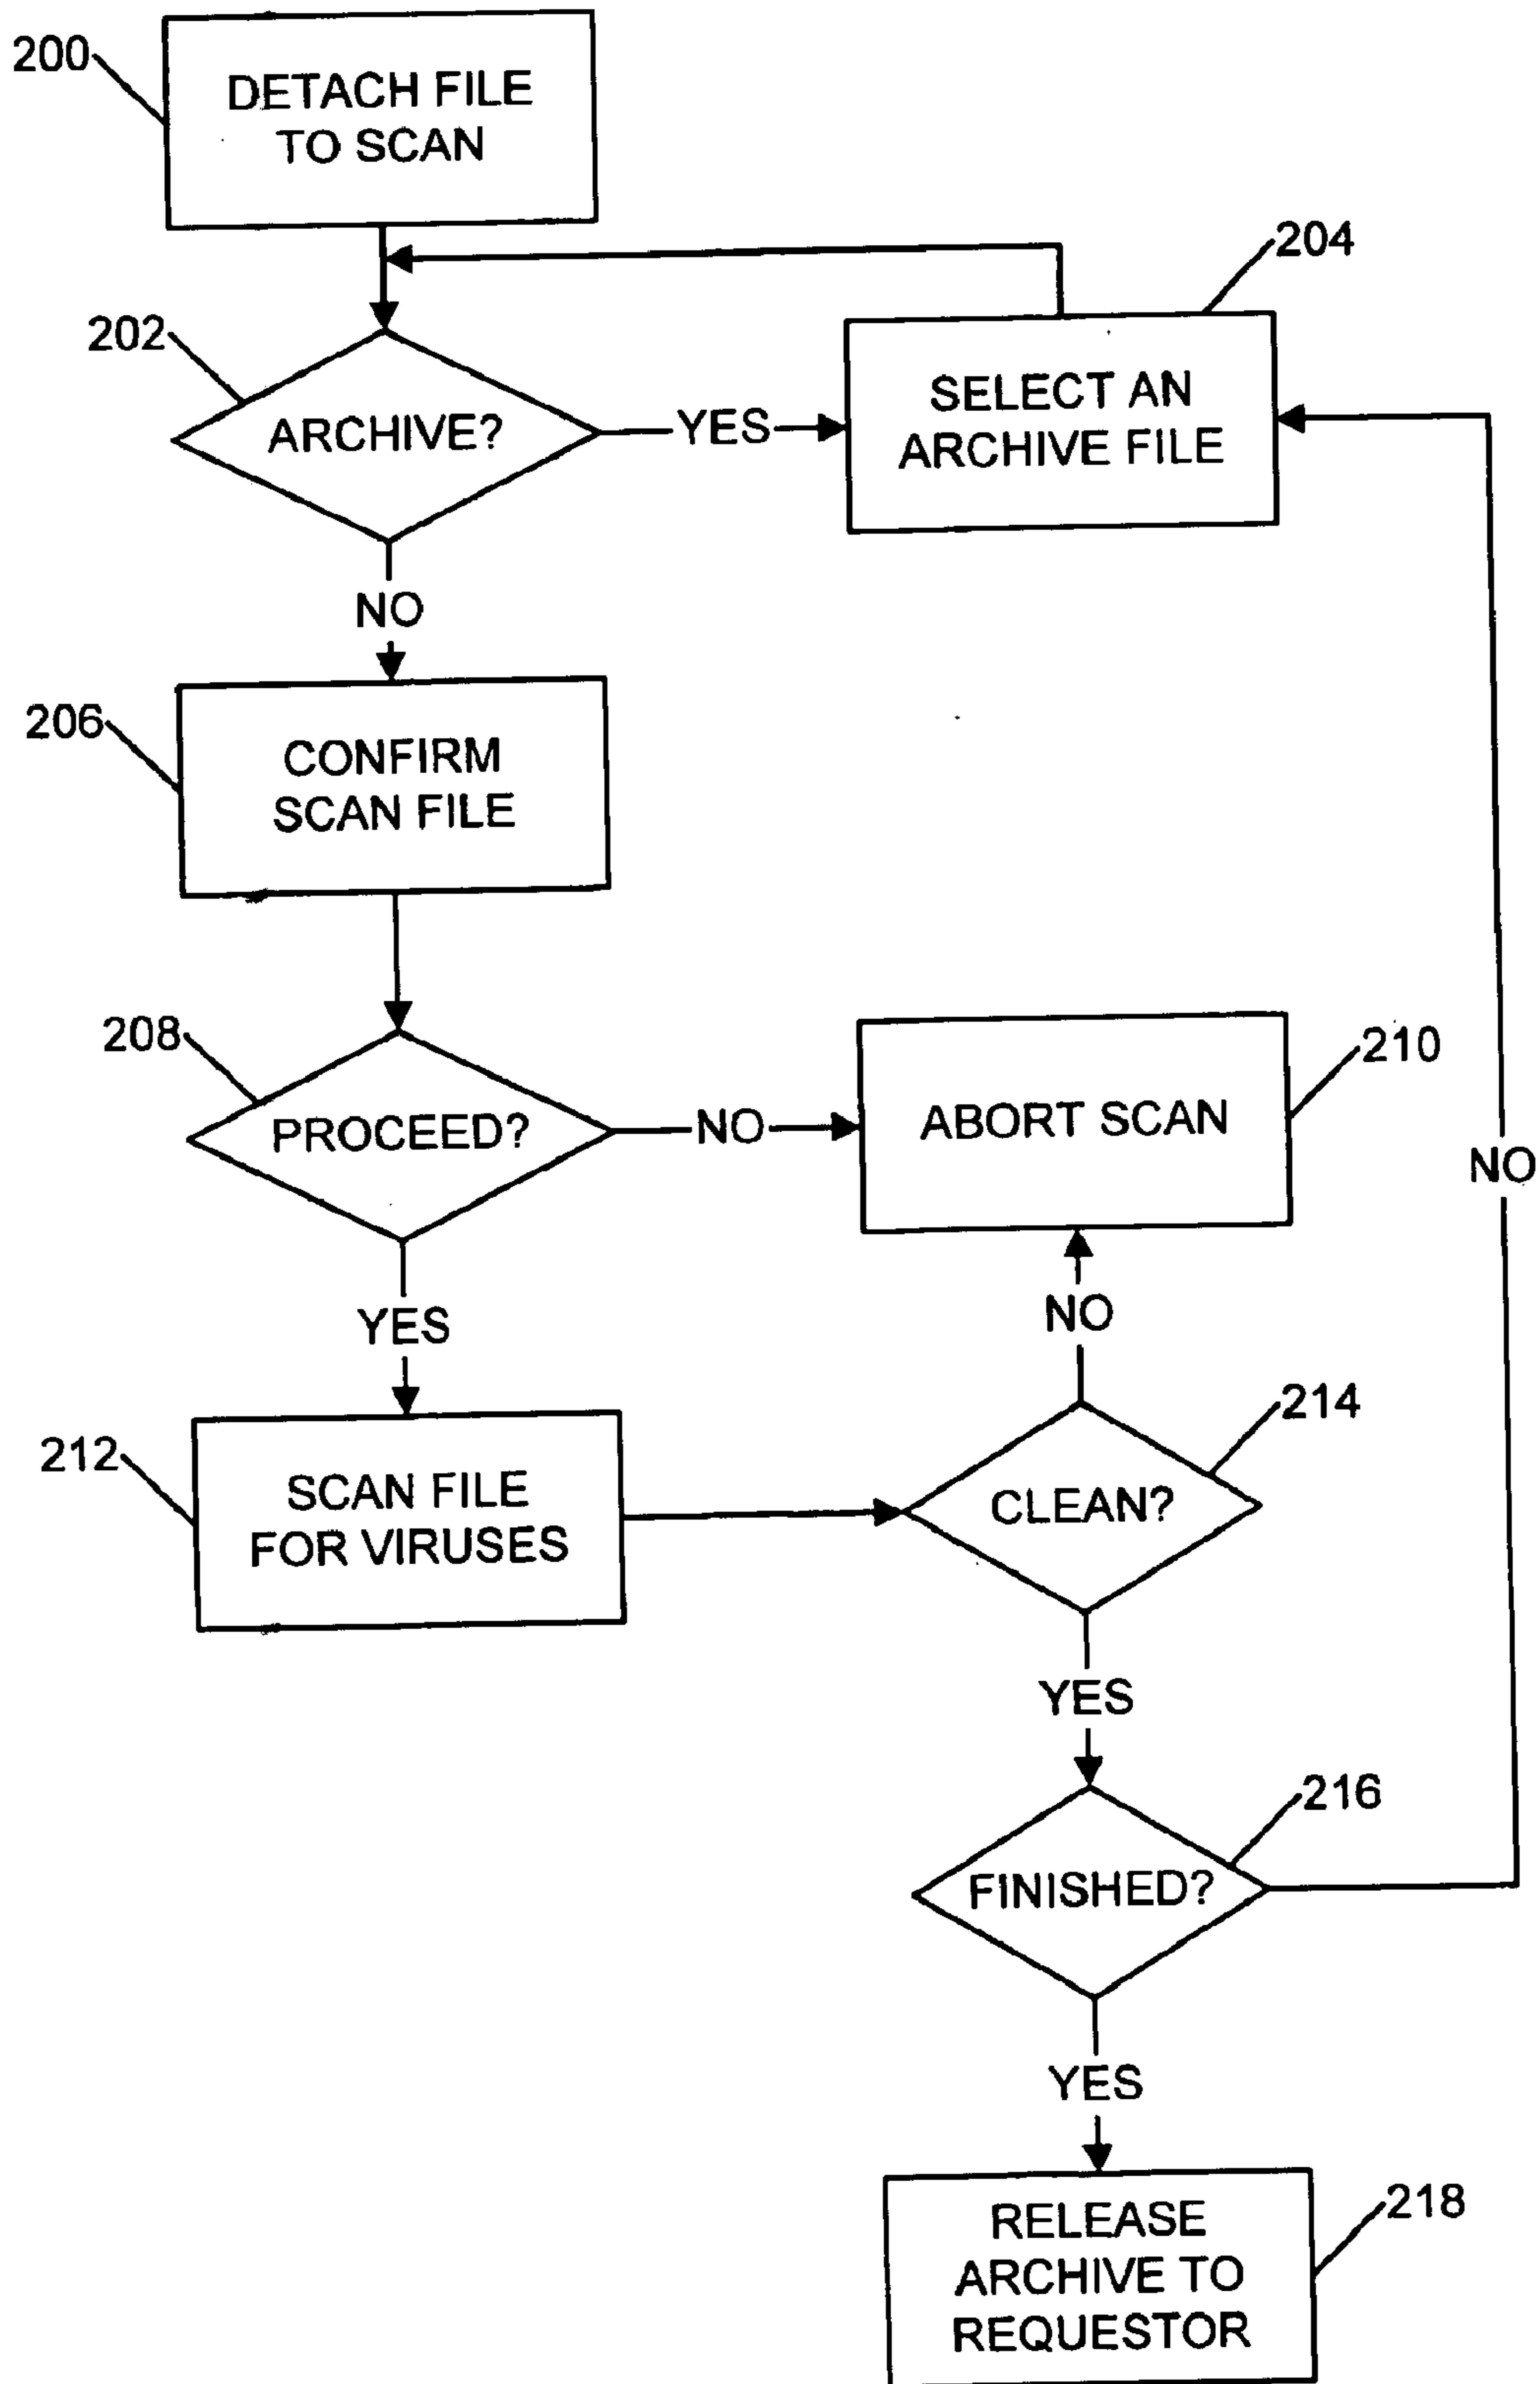 200
DETACH FILE
TO SCAN
204
202
ARCHIVE?
YES
SELECT AN
ARCHIVE FILE
NO
206
CONFIRM
SCAN FILE
208
PROCEED?
NO
210
ABORT SCAN
NO
YES
NO
212
SCAN FILE
FOR VIRUSES
214
CLEAN?
YES
216
FINISHED?
YES
218
RELEASE
ARCHIVE TO
REQUESTOR